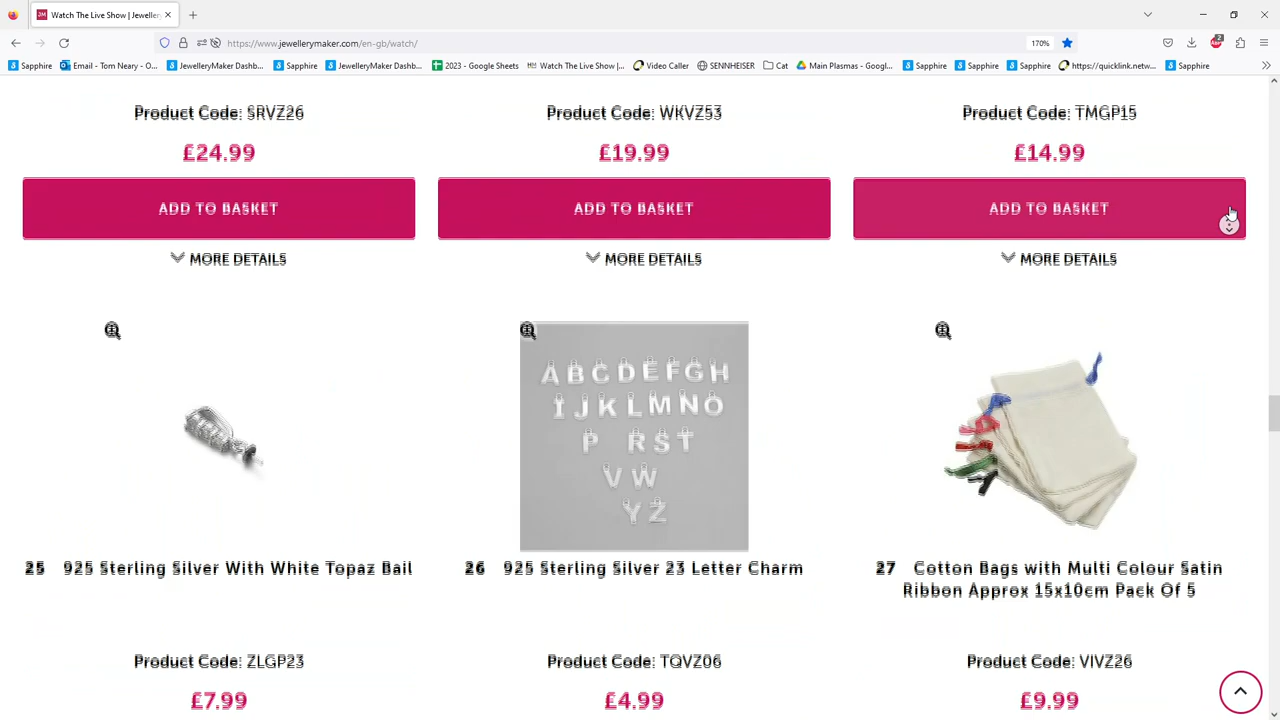 Watch The Live Show | Jeweller
https://www.jewellerymaker.com/en-gb/watch/
170%
2
Sapphire
Email - Tom Neary - O...
JewelleryMaker Dashb...
Sapphire
JewelleryMaker Dashb...
2023 - Google Sheets
Watch The Live Show |...
Video Caller
SENNHEISER
Cat
Main Plasmas - Googl...
Sapphire
Sapphire
Sapphire
https://quicklink.netw...
Sapphire
Product Code: SRVZ26
Product Code: WKVZ53
Product Code: TMGP15
£24.99
£19.99
£14.99
ADD TO BASKET
ADD TO BASKET
ADD TO BASKET
MORE DETAILS
MORE DETAILS
MORE DETAILS
A B C D E F G H
I J K L M N O
P R S T
V W
Y Z
25 925 Sterling Silver With White Topaz Bail
26 925 Sterling Silver 23 Letter Charm
27 Cotton Bags with Multi Colour Satin
Ribbon Approx 15x10cm Pack Of 5
Product Code: ZLGP23
Product Code: TQVZ06
Product Code: VIVZ26
£7.99
£4.99
£9.99